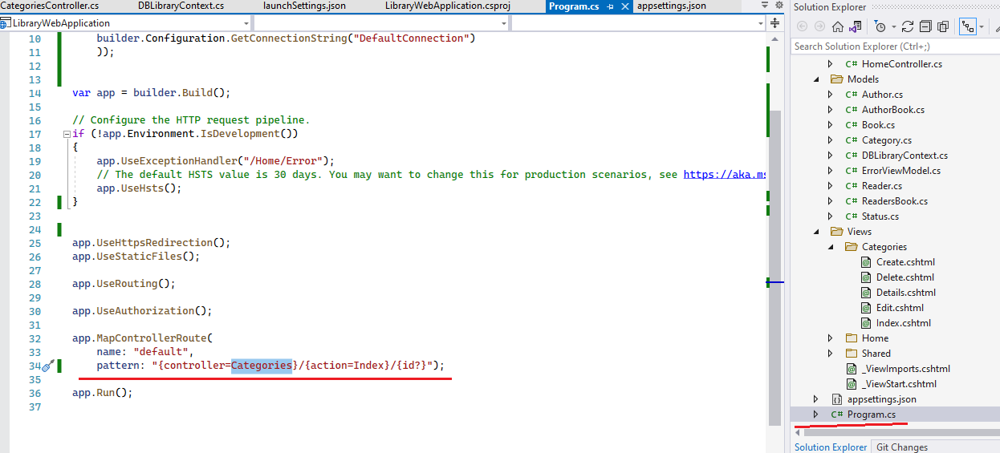 CategoriesController.cs DBLibraryContext.cs launchSettings.json LibraryWebApplication.csproj Program.cs appsettings.json
LibraryWebApplication
10 builder.Configuration.GetConnectionString("DefaultConnection")
11 ));
12
13
14 var app = builder.Build();
15
16 // Configure the HTTP request pipeline.
17 if (!app.Environment.IsDevelopment())
18 {
19 app.UseExceptionHandler("/Home/Error");
20 // The default HSTS value is 30 days. You may want to change this for production scenarios, see https://aka.ms
21 app.UseHsts();
22 }
23
24
25 app.UseHttpsRedirection();
26 app.UseStaticFiles();
27
28 app.UseRouting();
29
30 app.UseAuthorization();
31
32 app.MapControllerRoute(
33 name: "default",
34 pattern: "{controller=Categories}/{action=Index}/{id?}");
35
36 app.Run();
37
Solution Explorer
Search Solution Explorer (Ctrl+;)
C# HomeController.cs
Models
C# Author.cs
C# AuthorBook.cs
C# Book.cs
C# Category.cs
C# DBLibraryContext.cs
C# ErrorViewModel.cs
C# Reader.cs
C# ReadersBook.cs
C# Status.cs
Views
Categories
Create.cshtml
Delete.cshtml
Details.cshtml
Edit.cshtml
Index.cshtml
Home
Shared
_ViewImports.cshtml
_ViewStart.cshtml
appsettings.json
C# Program.cs
Solution Explorer Git Changes